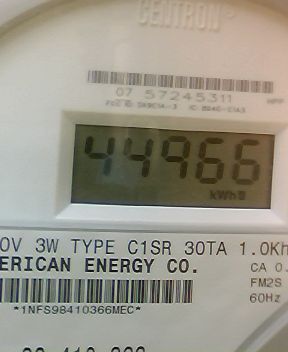 CENTRON
07 57245311
44966
kWh
0V 3W TYPE C1SR 30TA 1.0Kh
ERICAN ENERGY CO.
CA 0.
FM2S
60Hz
*1NFS98410366MEC*